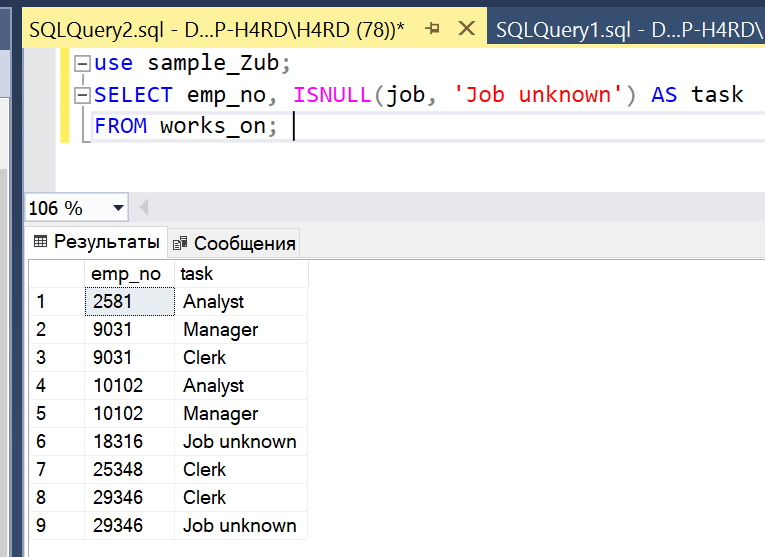 SQLQuery2.sql - D...P-H4RD\H4RD (78))* SQLQuery1.sql - D...P-H4RD\
use sample_Zub;
SELECT emp_no, ISNULL(job, 'Job unknown') AS task
FROM works_on;
106 %
Результаты Сообщения
emp_no task
1 2581 Analyst
2 9031 Manager
3 9031 Clerk
4 10102 Analyst
5 10102 Manager
6 18316 Job unknown
7 25348 Clerk
8 29346 Clerk
9 29346 Job unknown